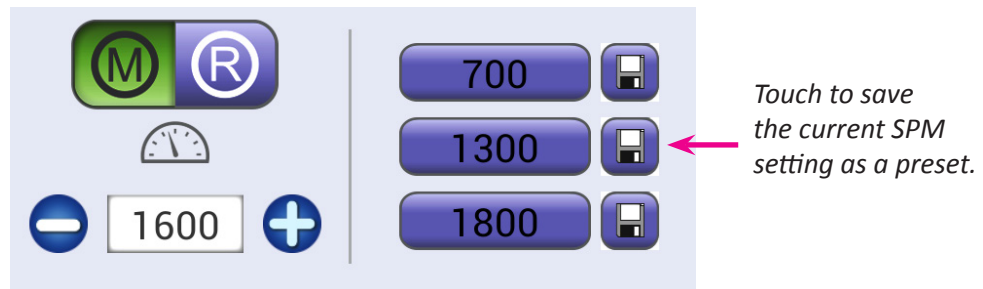 M R
1600
700
1300
1800
Touch to save
the current SPM
setting as a preset.